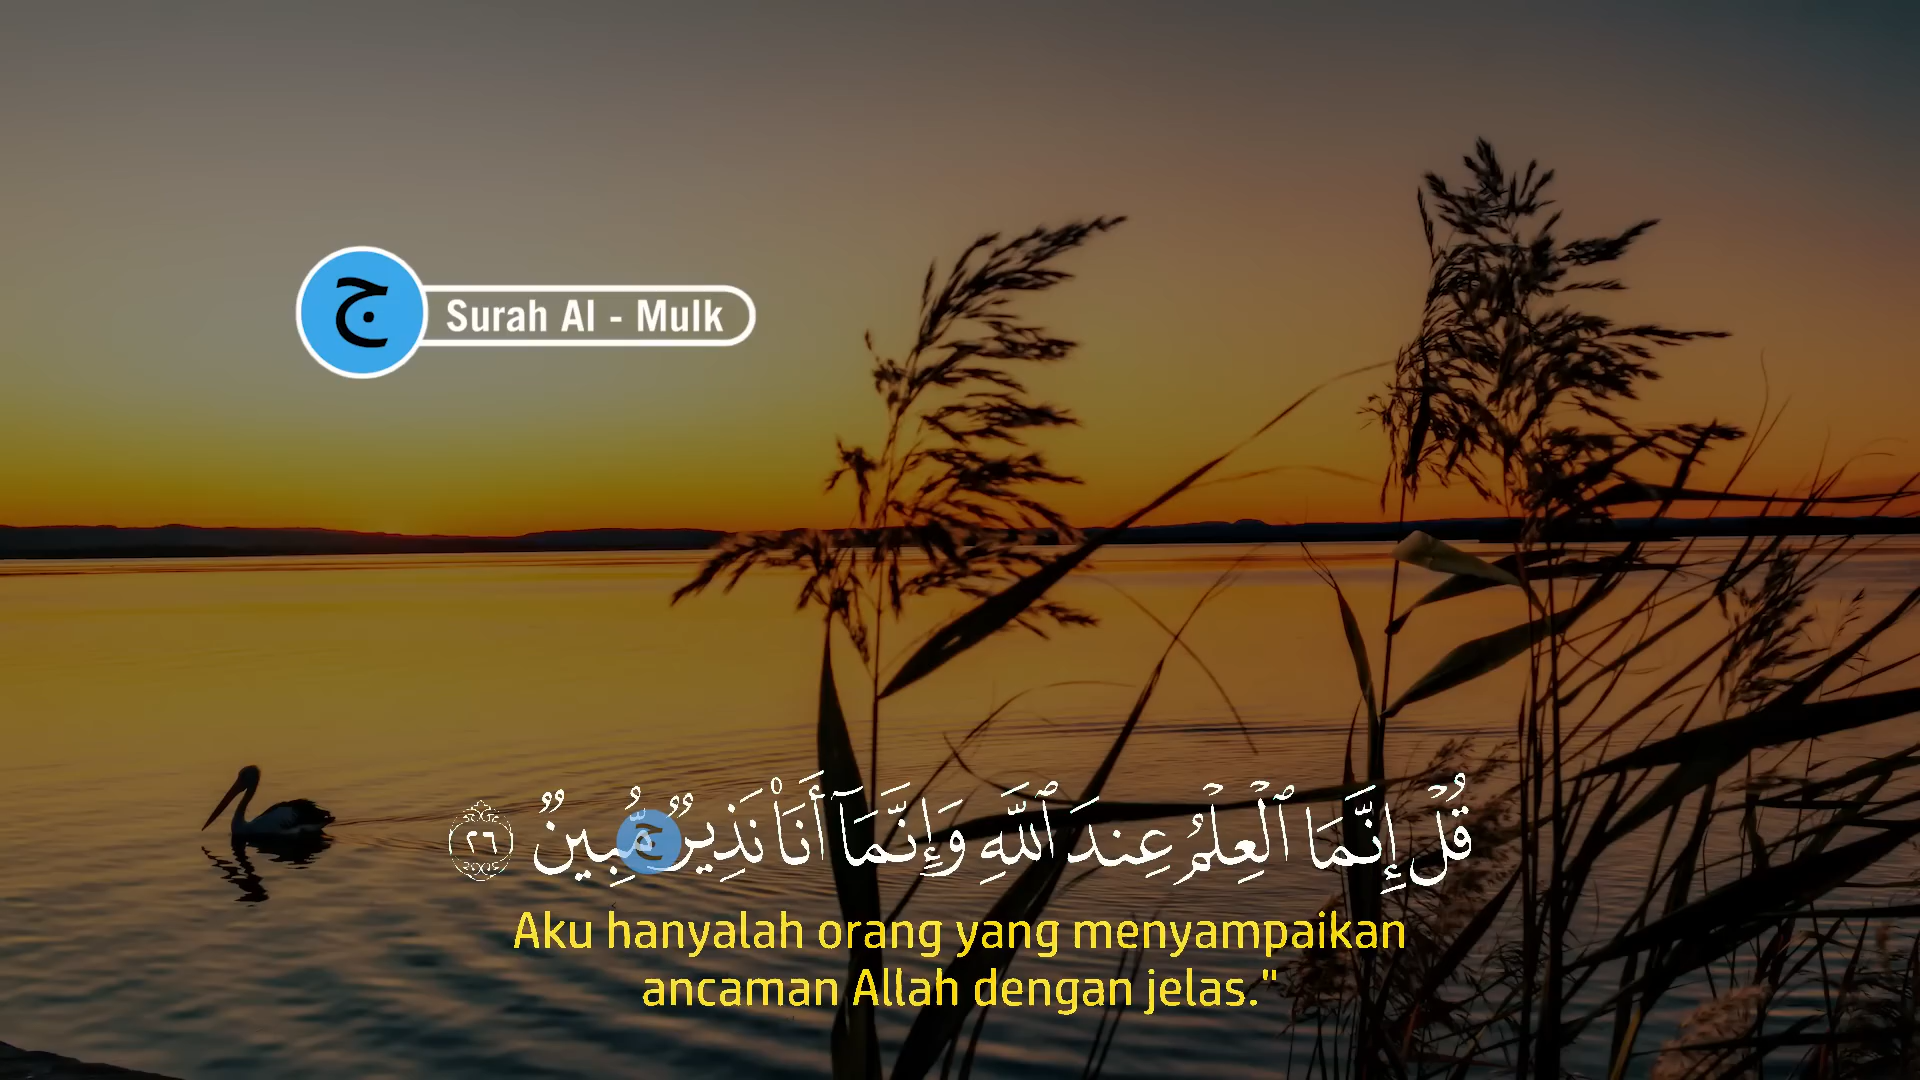 ج
Surah Al - Mulk
قُلْ إِنَّمَا ٱلْعِلْمُ عِندَ ٱللَّهِ وَإِنَّمَآ أَنَا۠ نَذِيرٌ مُّبِينٌ ٢٦
ج
Aku hanyalah orang yang menyampaikan
ancaman Allah dengan jelas."